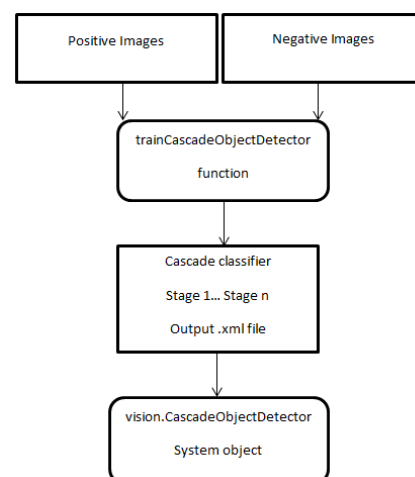 Positive Images
Negative Images
trainCascadeObjectDetector
function
Cascade classifier
Stage 1... Stage n
Output .xml file
vision.CascadeObjectDetector
System object